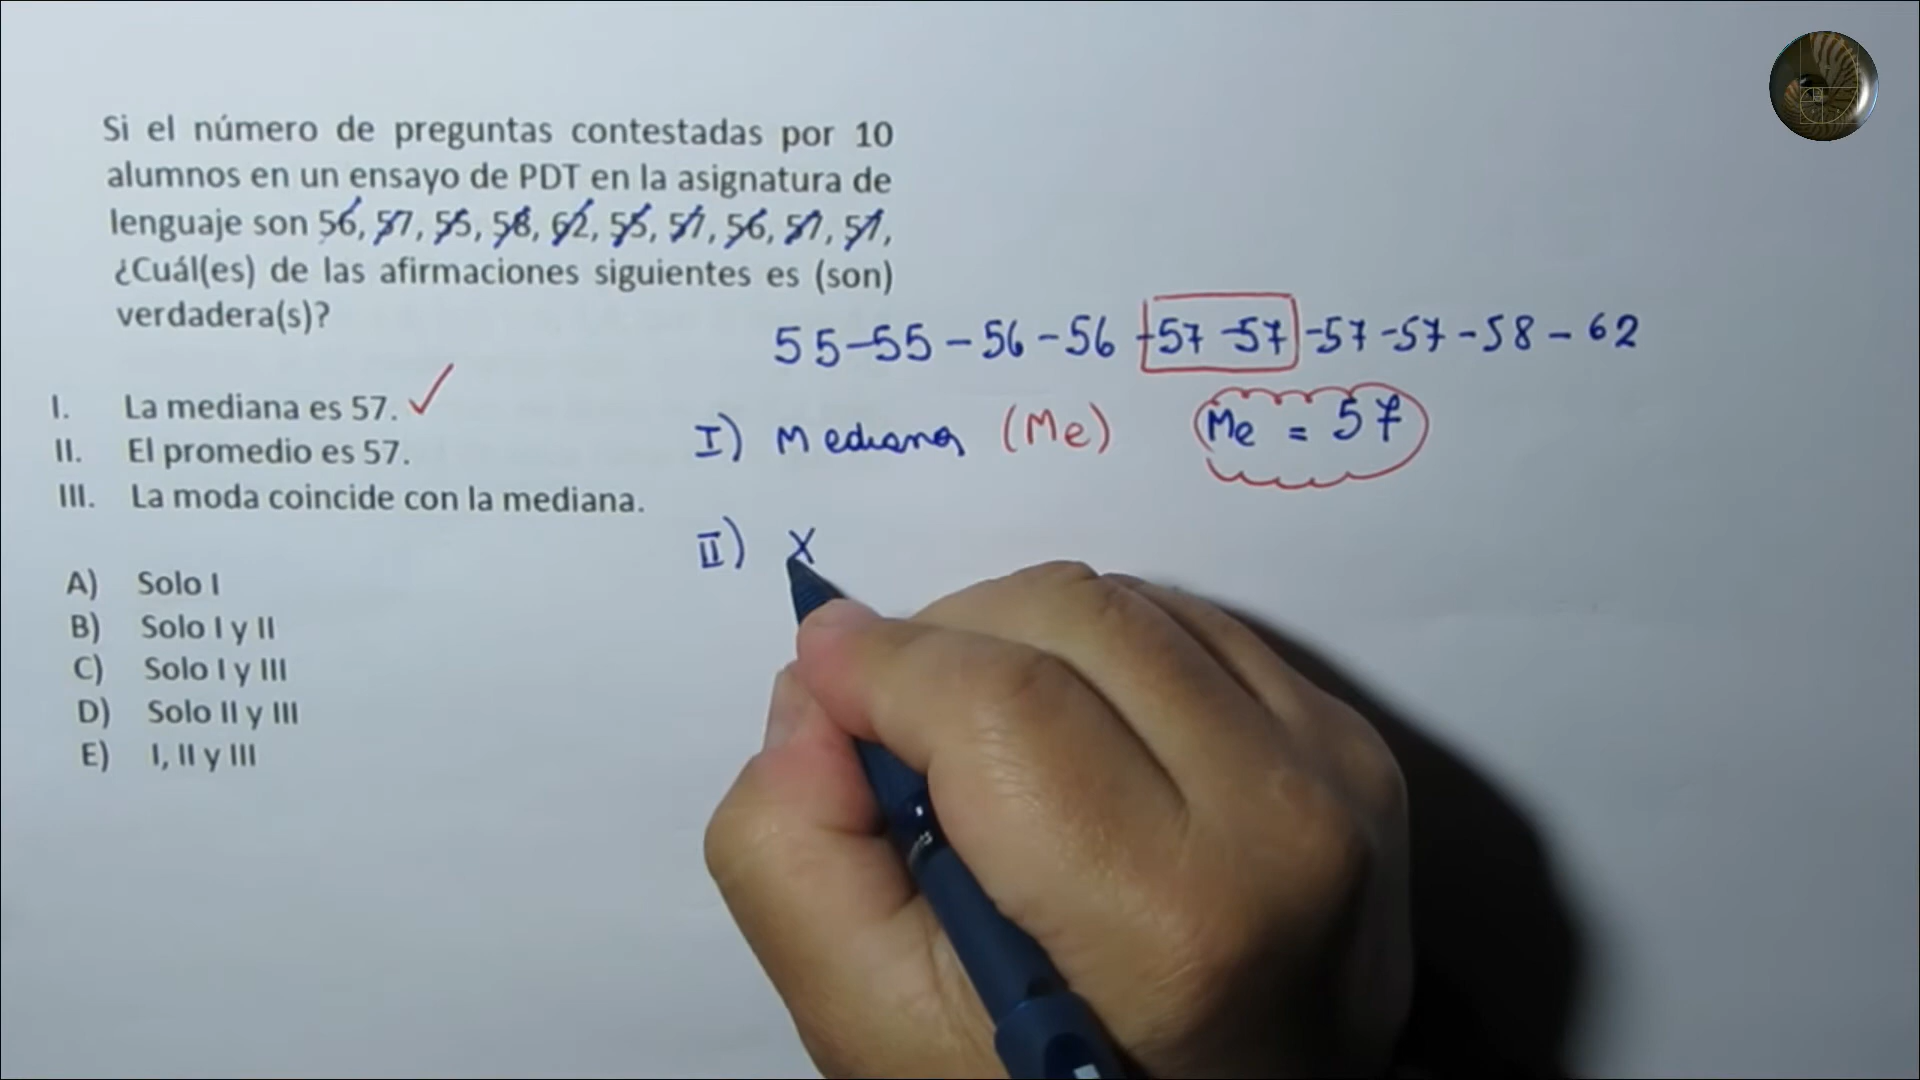 Si el número de preguntas contestadas por 10
alumnos en un ensayo de PDT en la asignatura de
lenguaje son 56, 57, 55, 58, 62, 55, 57, 56, 57, 57,
¿Cuál(es) de las afirmaciones siguientes es (son)
verdadera(s)?
55-55-56-56-57-57-57-57-58-62
I. La mediana es 57. ✓
II. El promedio es 57.
III. La moda coincide con la mediana.
I) Mediana (Me) Me = 57
II) X
A) Solo I
B) Solo I y II
C) Solo I y III
D) Solo II y III
E) I, II y III